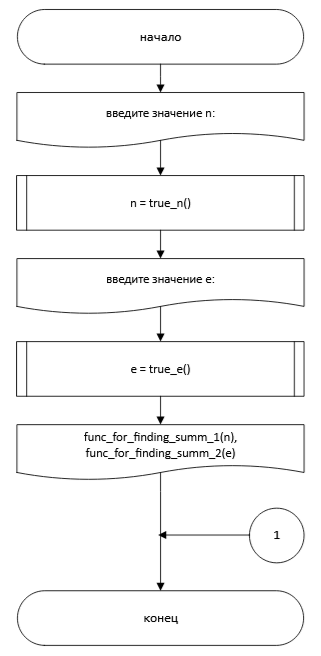 начало
введите значение n:
n = true_n()
введите значение e:
e = true_e()
func_for_finding_summ_1(n),
func_for_finding_summ_2(e)
1
конец